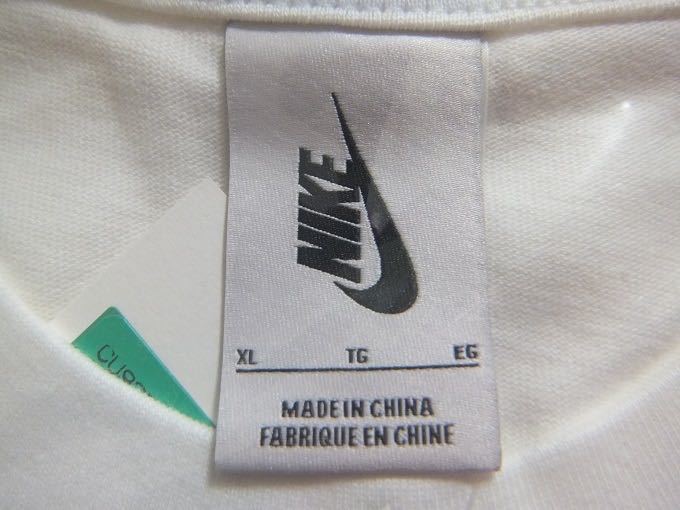 NIKE
XL TG EG
MADE IN CHINA
FABRIQUE EN CHINE